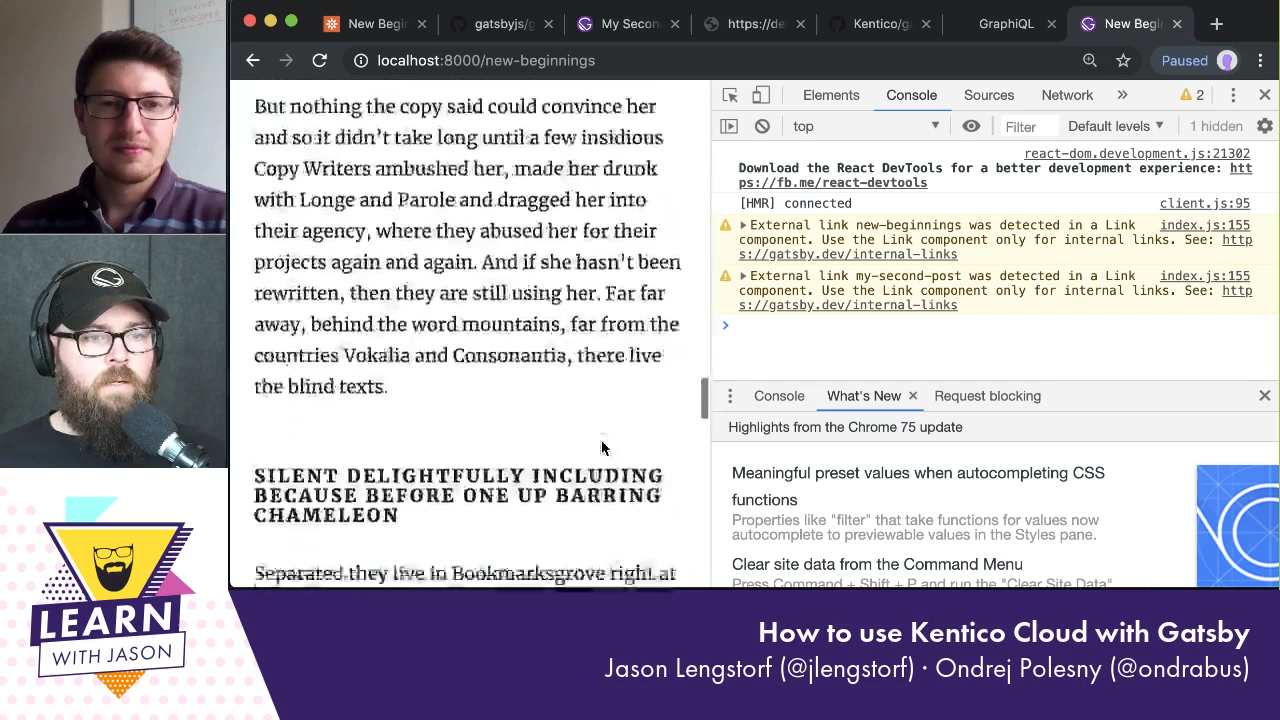 New Begin
gatsbyjs/g
My Secon
https://de
Kentico/g
GraphiQL
New Begi
localhost:8000/new-beginnings
Paused
But nothing the copy said could convince her
and so it didn't take long until a few insidious
Copy Writers ambushed her, made her drunk
with Longe and Parole and dragged her into
their agency, where they abused her for their
projects again and again. And if she hasn't been
rewritten, then they are still using her. Far far
away, behind the word mountains, far from the
countries Vokalia and Consonantia, there live
the blind texts.
SILENT DELIGHTFULLY INCLUDING
BECAUSE BEFORE ONE UP BARRING
CHAMELEON
Separated they live in Bookmarksgrove right at
Elements
Console
Sources
Network
2
top
Filter
Default levels
1 hidden
react-dom.development.js:21302
Download the React DevTools for a better development experience: htt
ps://fb.me/react-devtools
[HMR] connected
client.js:95
External link new-beginnings was detected in a Link
index.js:155
component. Use the Link component only for internal links. See: http
s://gatsby.dev/internal-links
External link my-second-post was detected in a Link
index.js:155
component. Use the Link component only for internal links. See: http
s://gatsby.dev/internal-links
Console
What's New
Request blocking
Highlights from the Chrome 75 update
Meaningful preset values when autocompleting CSS
functions
Properties like "filter" that take functions for values now
autocomplete to previewable values in the Styles pane.
Clear site data from the Command Menu
Press Command + Shift + P and run the "Clear Site Data"
LEARN
WITH JASON
How to use Kentico Cloud with Gatsby
Jason Lengstorf (@jlengstorf) · Ondrej Polesny (@ondrabus)